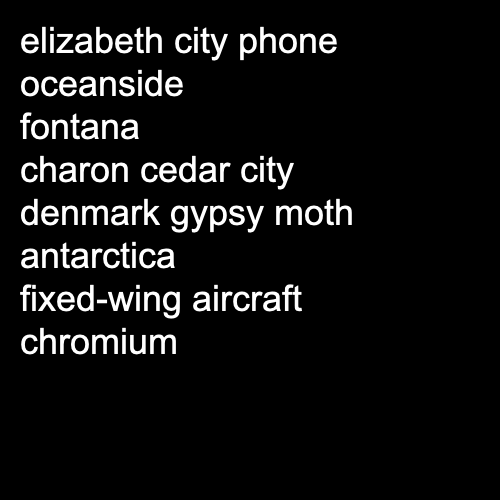 elizabeth city phone
oceanside
fontana
charon cedar city
denmark gypsy moth
antarctica
fixed-wing aircraft
chromium